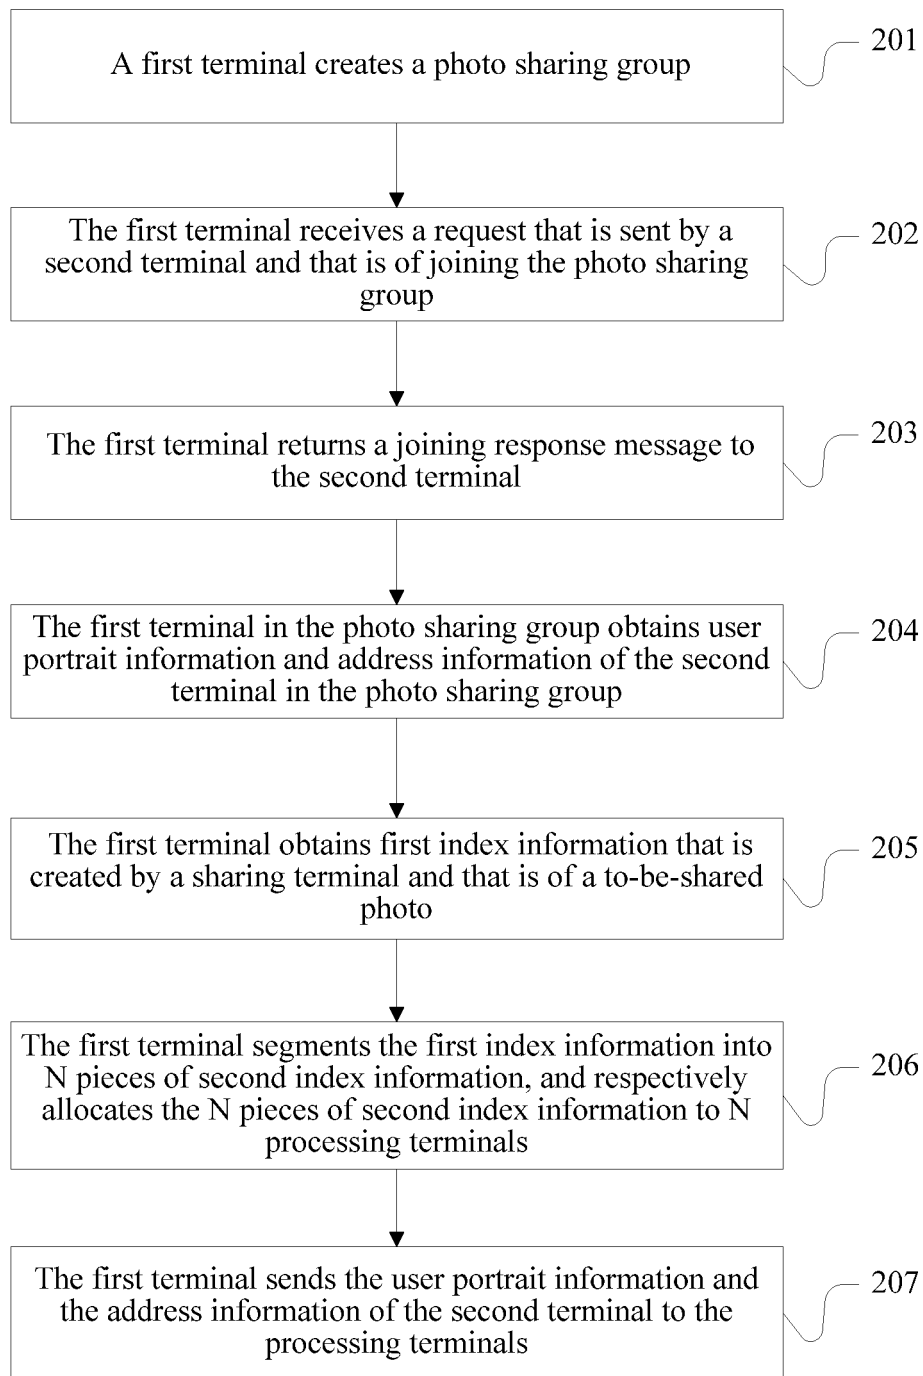 A first terminal creates a photo sharing group
201
The first terminal receives a request that is sent by a
second terminal and that is of joining the photo sharing
group
202
The first terminal returns a joining response message to
the second terminal
203
The first terminal in the photo sharing group obtains user
portrait information and address information of the second
terminal in the photo sharing group
204
The first terminal obtains first index information that is
created by a sharing terminal and that is of a to-be-shared
photo
205
The first terminal segments the first index information into
N pieces of second index information, and respectively
allocates the N pieces of second index information to N
processing terminals
206
The first terminal sends the user portrait information and
the address information of the second terminal to the
processing terminals
207